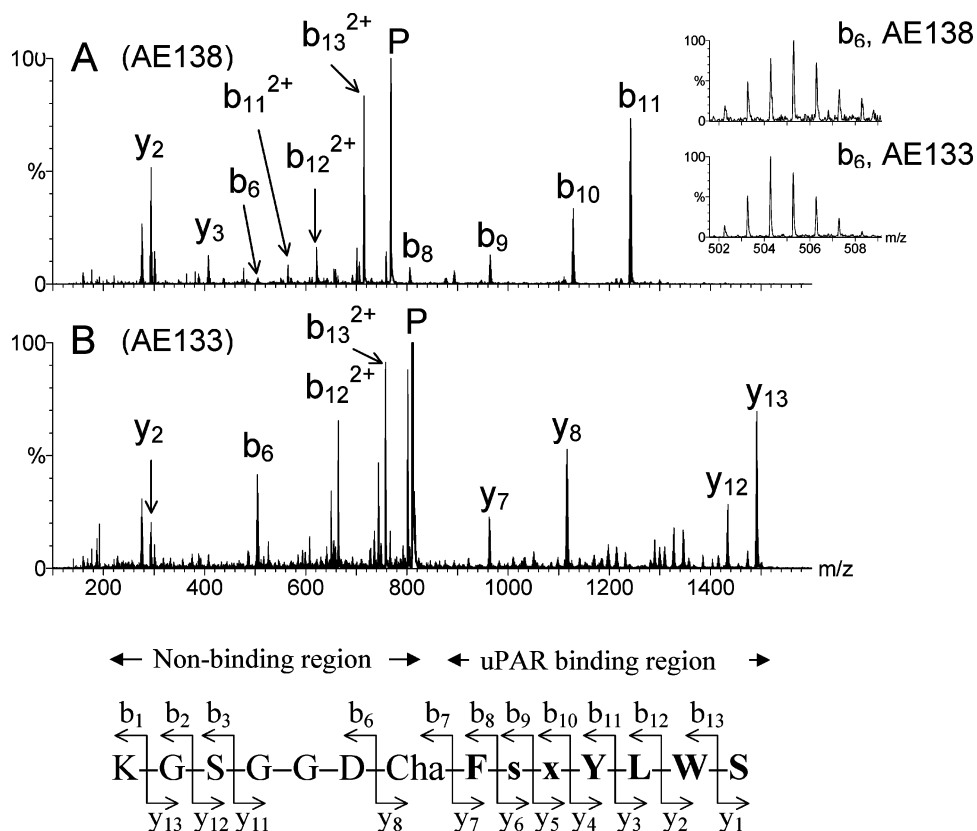 A (AE138)
100
%
0
y2
b6
b11 2+
b12 2+
b13 2+
P
y3
b8
b9
b10
b11
b6, AE138
100
%
0
b6, AE133
100
%
0
502 504 506 508 m/z
B (AE133)
100
%
0
y2
b6
b12 2+
b13 2+
P
y7
y8
y12
y13
200 400 600 800 1000 1200 1400 m/z
Non-binding region uPAR binding region
b1 b2 b3 b6 b7 b8 b9 b10 b11 b12 b13
K-G-S-G-G-D-Cha-F-s-x-Y-L-W-S
y13 y12 y11 y8 y7 y6 y5 y4 y3 y2 y1